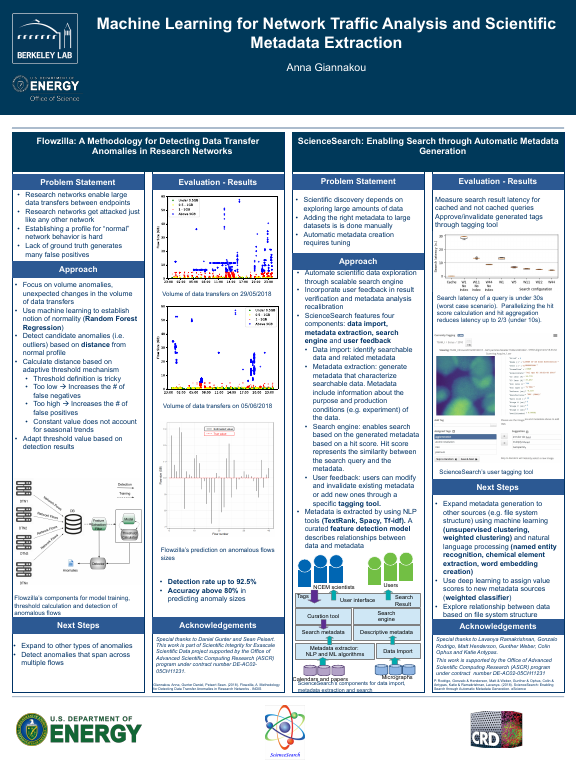 Machine Learning for Network Traffic Analysis and Scientific
Metadata Extraction
Anna Giannakou
BERKELEY LAB
U.S. DEPARTMENT OF
ENERGY
Office of Science
Flowzilla: A Methodology for Detecting Data Transfer
Anomalies in Research Networks
Problem Statement
• Research networks enable large
data transfers between endpoints
• Research networks get attacked just
like any other network
• Establishing a profile for "normal"
network behavior is hard
• Lack of ground truth generates
many false positives
Approach
• Focus on volume anomalies,
unexpected changes in the volume
of data transfers
• Use machine learning to establish
notion of normality (Random Forest
Regression)
• Detect candidate anomalies (i.e.
outliers) based on distance from
normal profile
• Calculate distance based on
adaptive threshold mechanism
• Threshold definition is tricky
• Too low → Increases the # of
false negatives
• Too high → Increases the # of
false positives
• Constant value does not account
for seasonal trends
• Adapt threshold value based on
detection results
Flowzilla's components for model training,
threshold calculation and detection of
anomalous flows.
Next Steps
• Expand to other types of anomalies
• Detect anomalies that span across
multiple flows
Evaluation - Results
Volume of data transfers on 29/05/2018
Volume of data transfers on 05/06/2018
Flowzilla's prediction on anomalous flows
sizes
• Detection rate up to 92.5%
• Accuracy above 80% in
predicting anomaly sizes
Acknowledgements
Special thanks to Daniel Gunter and Sean Peisert.
This work is part of Scientific Integrity for Exascale
Scientific Data project supported by the Office of
Advanced Scientific Computing Research (ASCR)
program under contract number DE-AC02-
05CH11231.
ScienceSearch: Enabling Search through Automatic Metadata
Generation
Problem Statement
• Scientific discovery depends on
exploring large amounts of data
• Adding the right metadata to large
datasets is is done manually
• Automatic metadata creation
requires tuning
Approach
• Automate scientific data exploration
through scalable search engine
• Incorporate user feedback in result
verification and metadata analysis
recalibration
• ScienceSearch features four
components: data import,
metadata extraction, search
engine and user feedback
• Data import: identify searchable
data and related metadata
• Metadata extraction: generate
metadata that characterize
searchable data. Metadata
include information about the
purpose and production
conditions (e.g. experiment) of
the data.
• Search engine: enables search
based on the generated metadata
based on a hit score. Hit score
represents the similarity between
the search query and the
metadata.
• User feedback: users can modify
and invalidate existing metadata
or add new ones through a
specific tagging tool.
• Metadata is extracted by using NLP
tools (TextRank, Spacy, Tf-idf). A
curated feature detection model
describes relationships between
data and metadata
NCEM scientists
Users
Tags
User interface
Search
Result
Curation tool
Search
engine
Search metadata
Descriptive metadata
Metadata extractor:
NLP and ML algorithms
Data Import
Calendars and papers
Micrographs
ScienceSearch's components for data import,
metadata extraction and search
Evaluation - Results
Measure search result latency for
cached and not cached queries
Approve/invalidate generated tags
through tagging tool
Search latency of a query is under 30s
(worst case scenario). Parallelizing the hit
score calculation and hit aggregation
reduces latency up to 2/3 (under 10s).
ScienceSearch's user tagging tool
Next Steps
• Expand metadata generation to
other sources (e.g. file system
structure) using machine learning
(unsupervised clustering,
weighted clustering) and natural
language processing (named entity
recognition, chemical element
extraction, word embedding
creation)
• Use deep learning to assign value
scores to new metadata sources
(weighted classifier)
• Explore relationship between data
based on file system structure
Acknowledgements
Special thanks to Lavanya Ramakrishnan, Gonzalo
Rodrigo, Matt Henderson, Gunther Weber, Colin
Ophus and Katie Antypas.
This work is supported by the Office of Advanced
Scientific Computing Research (ASCR) program
under contract number DE-AC02-05CH11231
U.S. DEPARTMENT OF
ENERGY
ScienceSearch
CRD